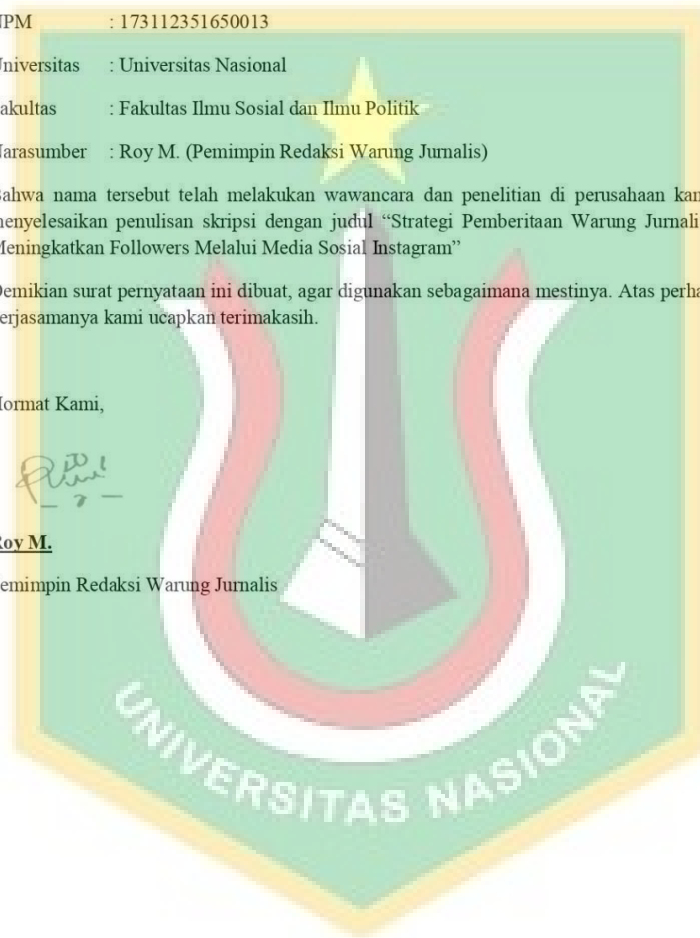 NPM : 173112351650013
Universitas : Universitas Nasional
Fakultas : Fakultas Ilmu Sosial dan Ilmu Politik
Narasumber : Roy M. (Pemimpin Redaksi Warung Jurnalis)
Bahwa nama tersebut telah melakukan wawancara dan penelitian di perusahaan
menyelesaikan penulisan skripsi dengan judul “Strategi Pemberitaan Warung Jurnali
Meningkatkan Followers Melalui Media Sosial Instagram”
Demikian surat pernyataan ini dibuat, agar digunakan sebagaimana mestinya. Atas
kerjasamanya kami ucapkan terimakasih.
Hormat Kami,
Roy M.
Pemimpin Redaksi Warung Jurnalis
UNIVERSITAS NASIONAL